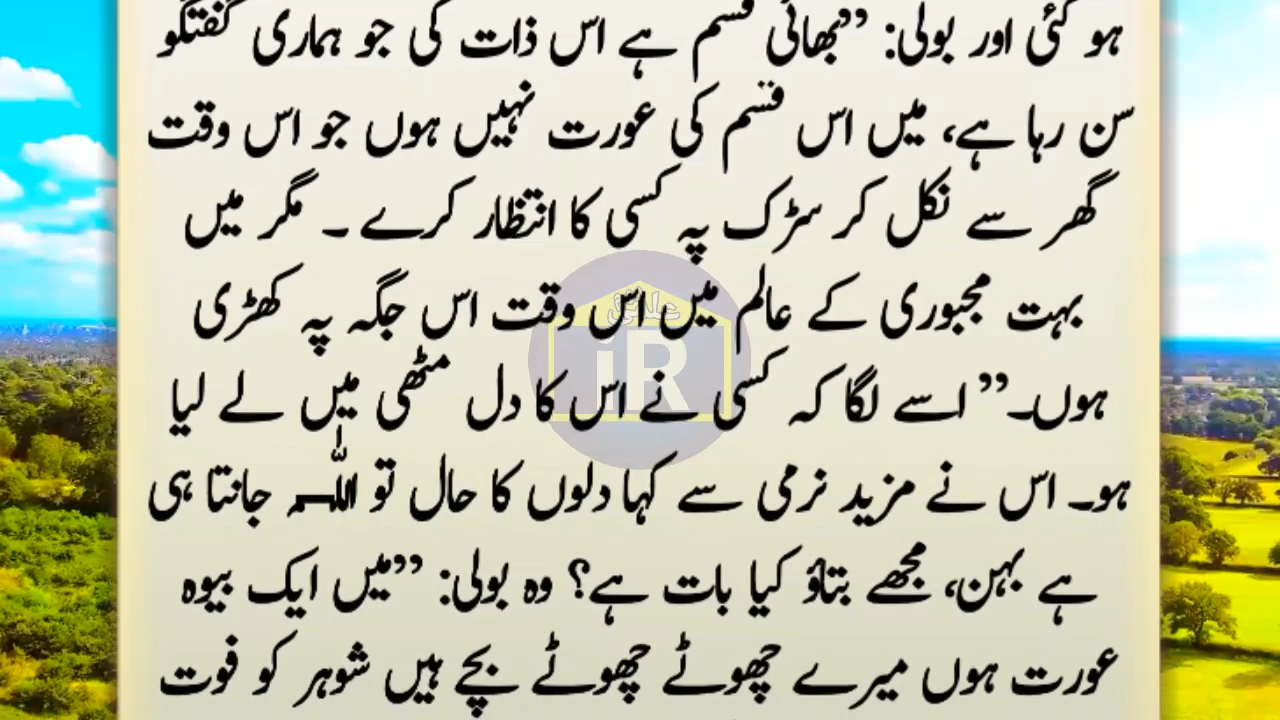 ہو گئی اور بولی: ”بھائی قسم ہے اس ذات کی جو ہماری گفتگو
سن رہا ہے، میں اس قسم کی عورت نہیں ہوں جو اس وقت
گھر سے نکل کر سڑک پہ کسی کا انتظار کرے۔ مگر میں
بہت مجبوری کے عالم میں اس وقت اس جگہ پہ کھڑی
ہوں۔” اسے لگا کہ کسی نے اس کا دل مٹھی میں لے لیا
ہو۔ اس نے مزید نرمی سے کہا دلوں کا حال تو اللہ جانتا ہی
ہے بہن، مجھے بتاؤ کیا بات ہے؟ وہ بولی: ”میں ایک بیوہ
عورت ہوں میرے چھوٹے چھوٹے بچے ہیں شوہر کو فوت
iR